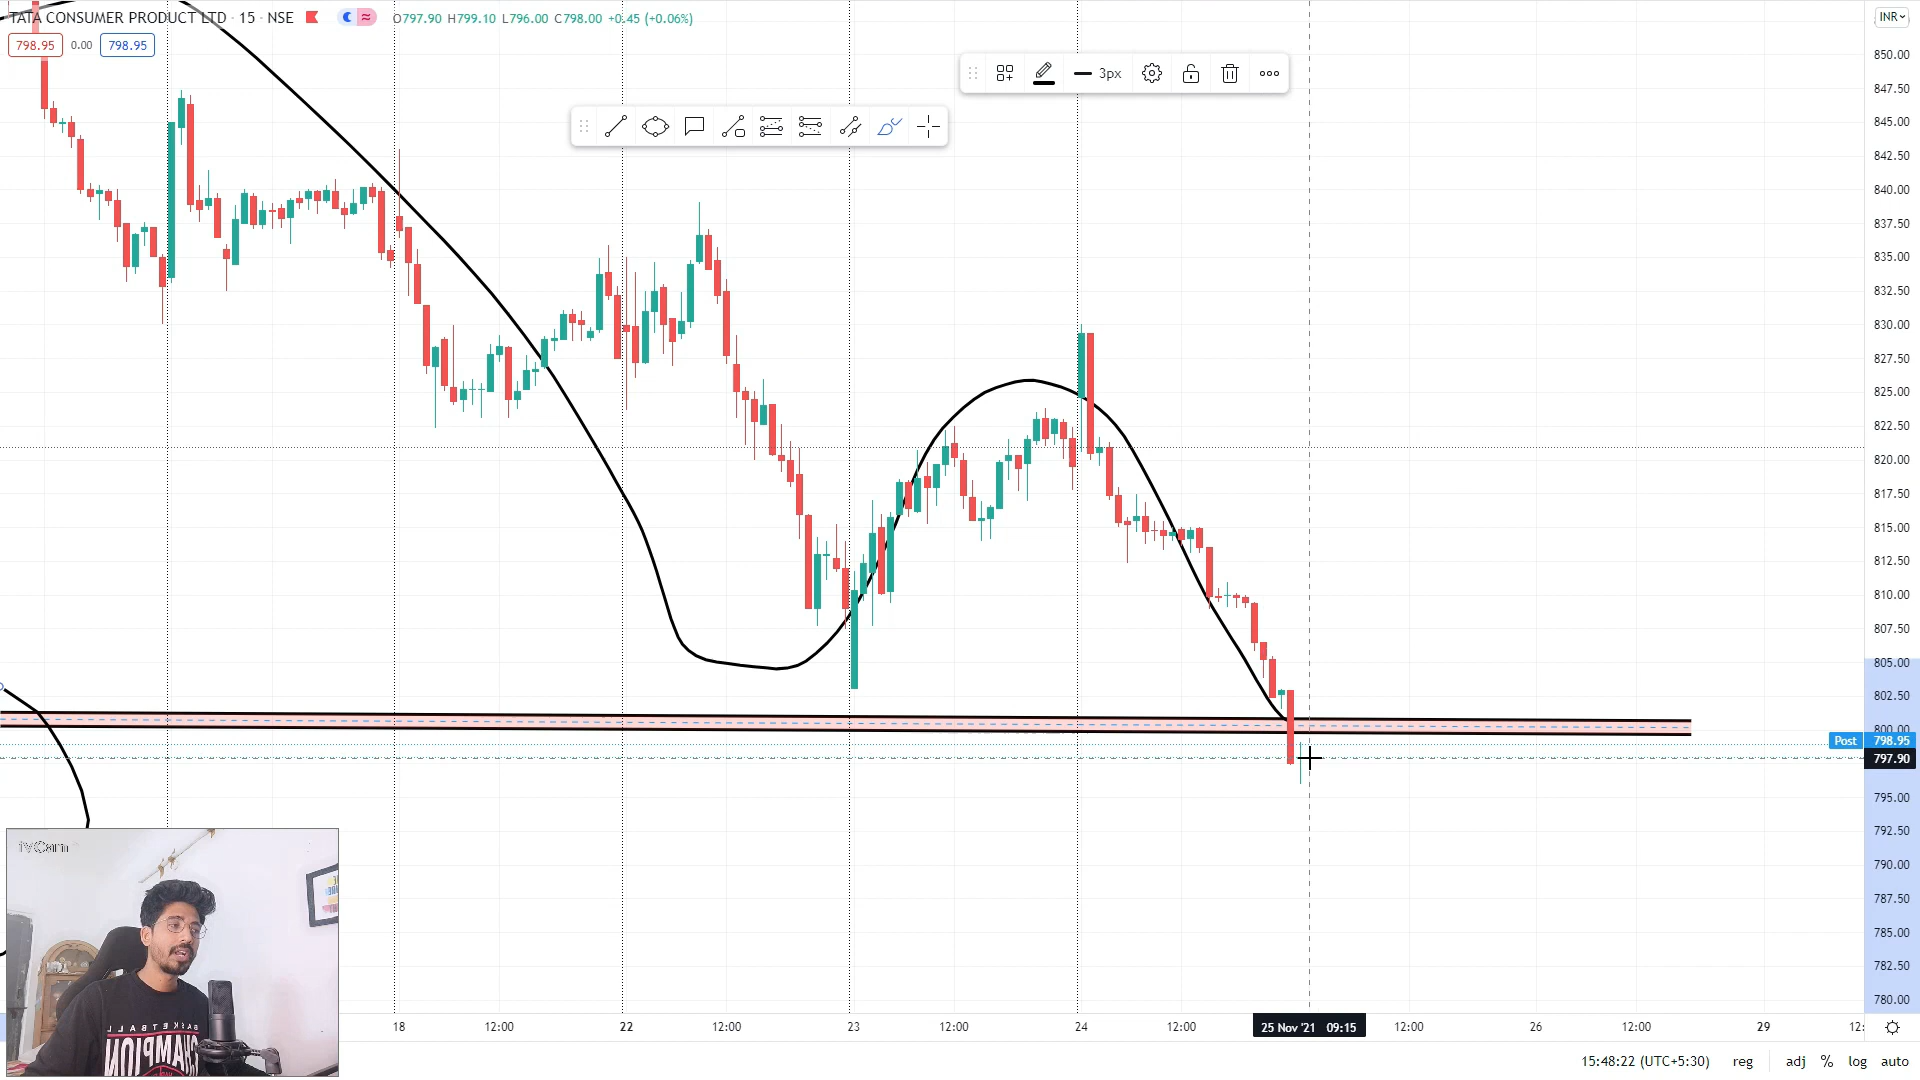 TATA CONSUMER PRODUCT LTD · 15 · NSE O797.90 H799.10 L796.00 C798.00 +0.45 (+0.06%)
798.95 0.00 798.95
INR
3px
850.00
847.50
845.00
842.50
840.00
837.50
835.00
832.50
830.00
827.50
825.00
822.50
820.00
817.50
815.00
812.50
810.00
807.50
805.00
802.50
800.00
Post 798.95
797.90
795.00
792.50
790.00
787.50
785.00
782.50
780.00
iVCam
BASKETBALL
CHAMPION
18 12:00 22 12:00 23 12:00 24 12:00 25 Nov '21 09:15 12:00 26 12:00 29 12:
15:48:22 (UTC+5:30) reg adj % log auto